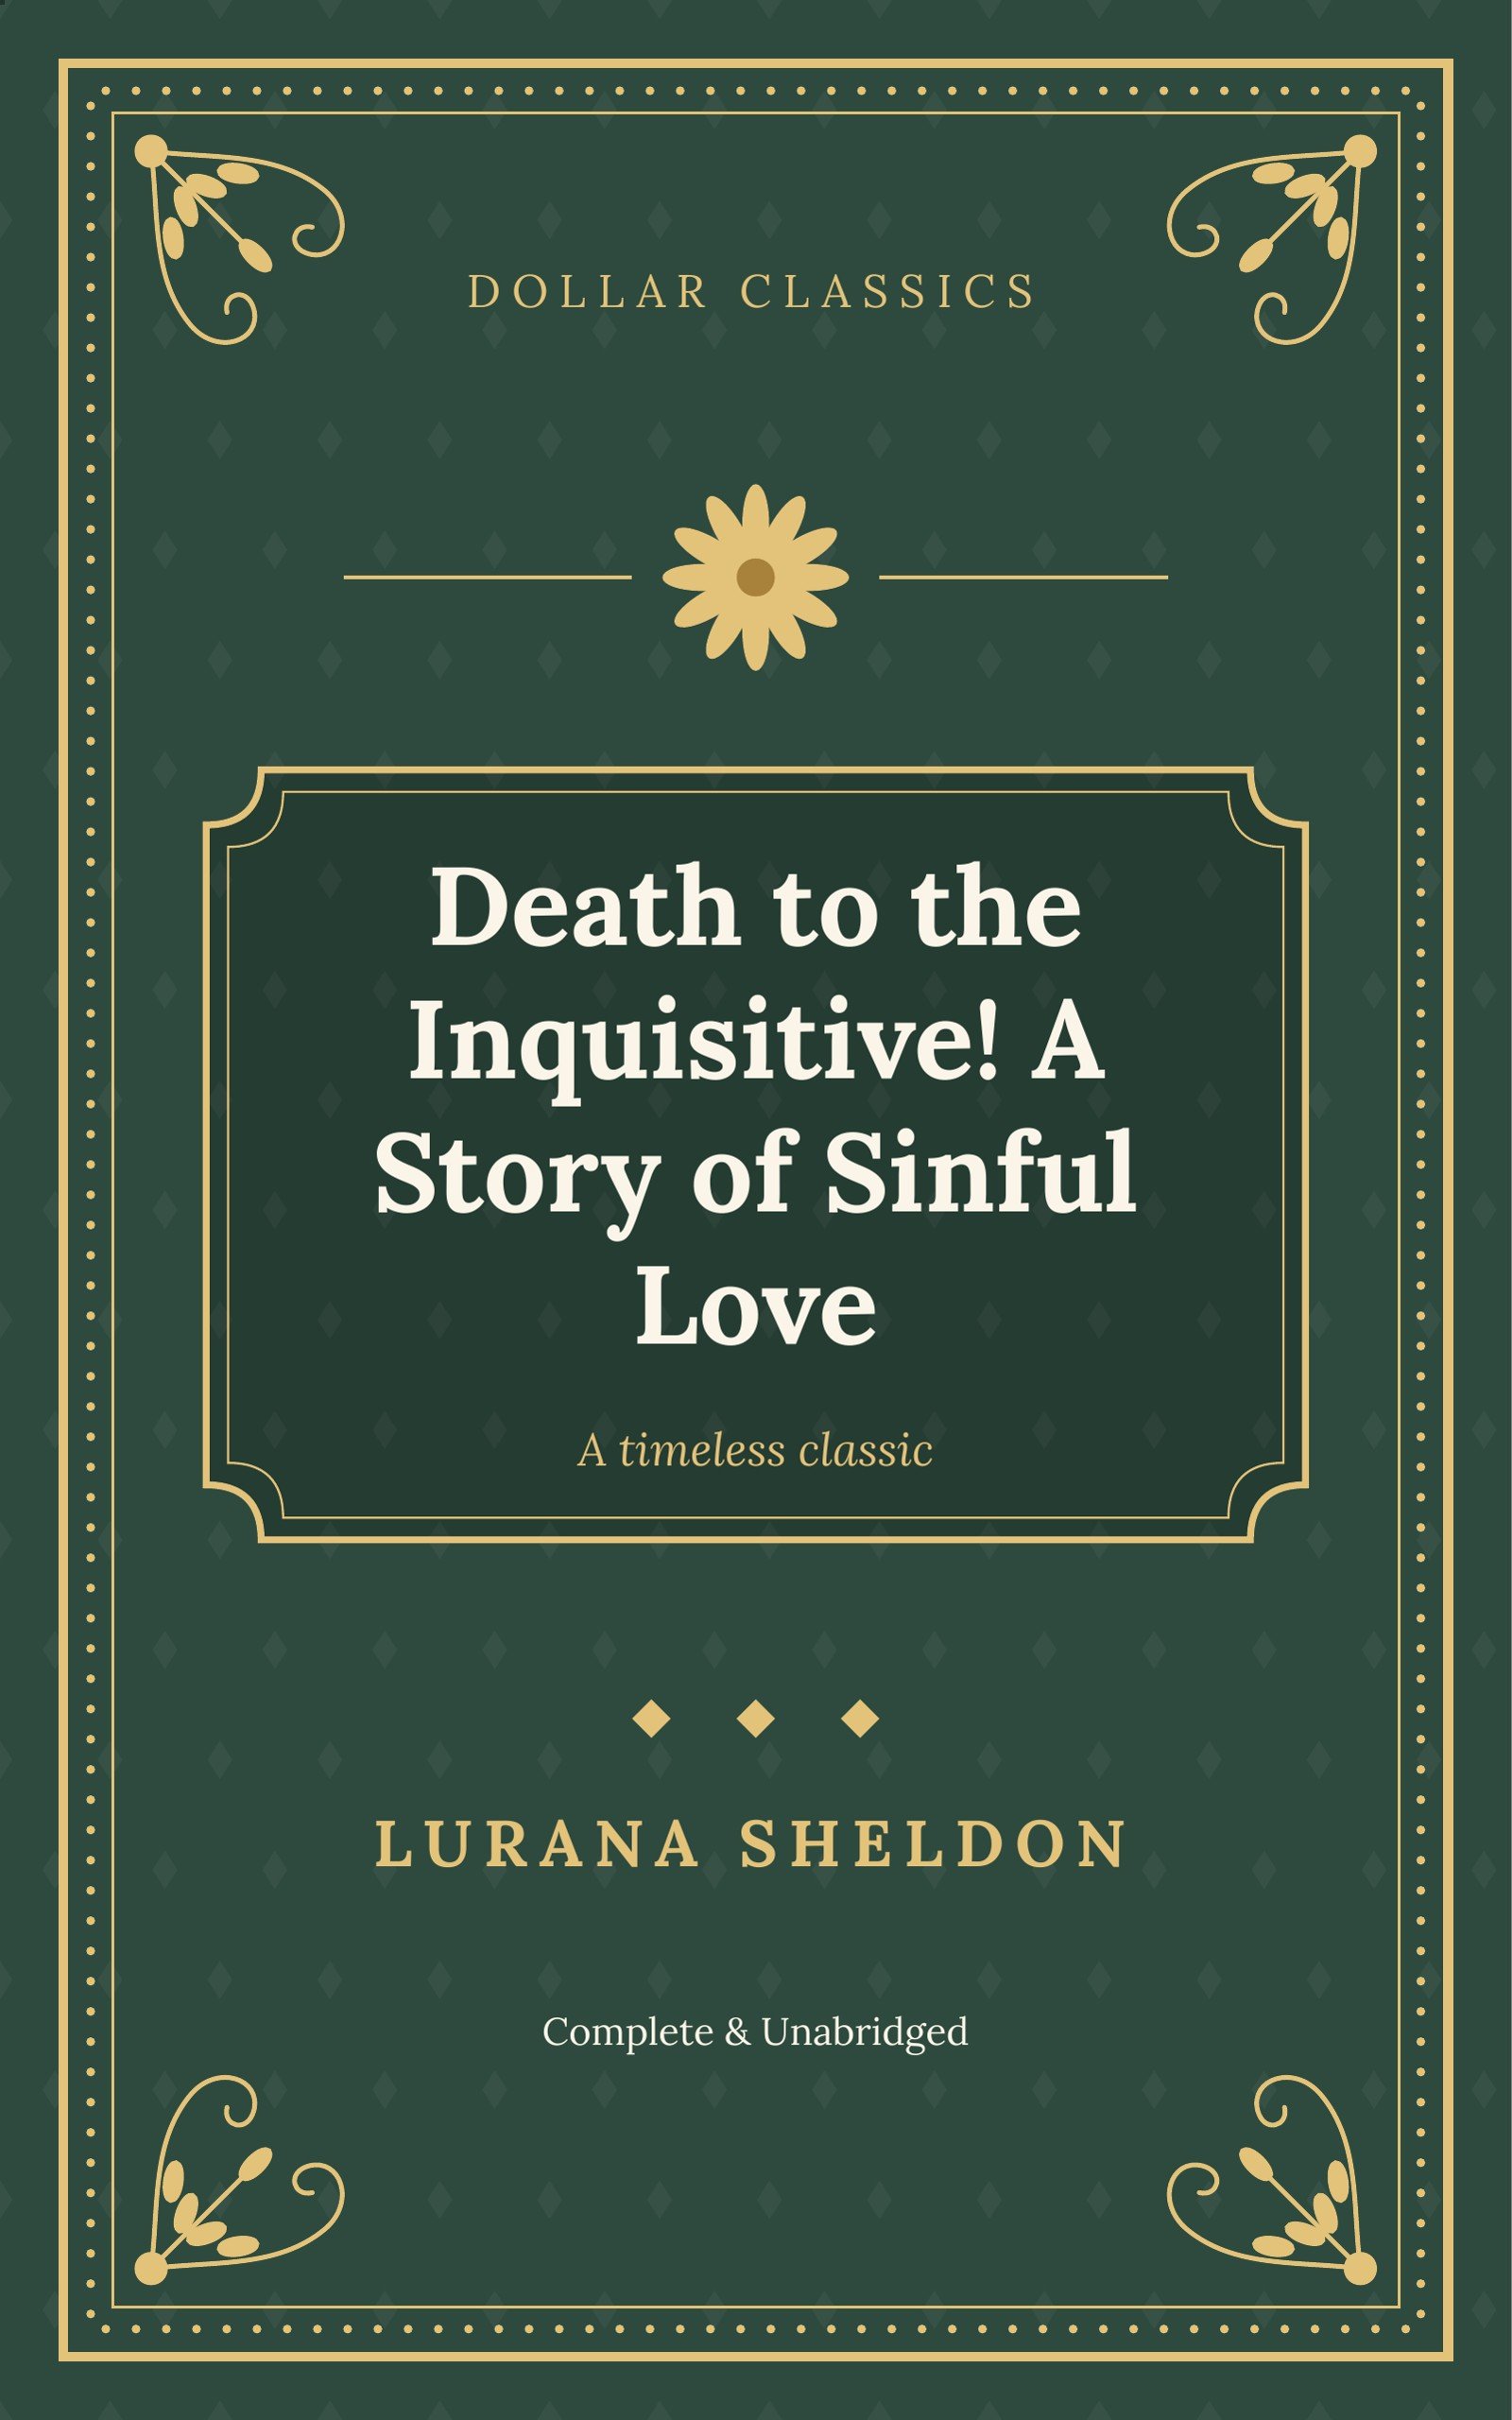 DOLLAR CLASSICS
Death to the
Inquisitive! A
Story of Sinful
Love
A timeless classic
LURANA SHELDON
Complete & Unabridged